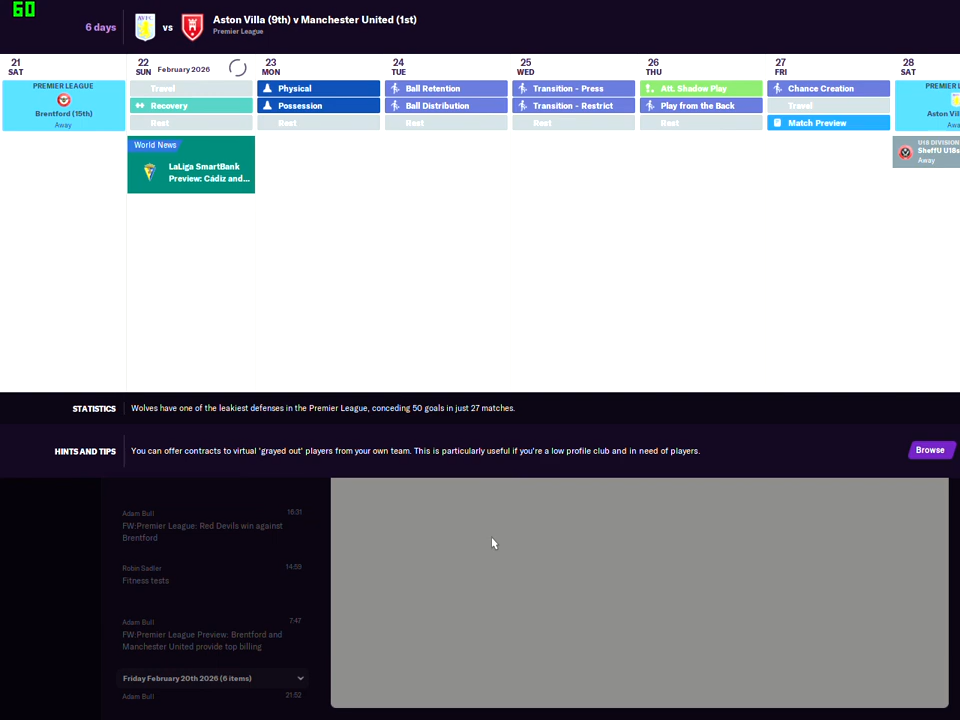 60
6 days
AVFC
vs
Aston Villa (9th) v Manchester United (1st)
Premier League
21
SAT
22
SUN February 2026
23
MON
24
TUE
25
WED
26
THU
27
FRI
28
SAT
PREMIER LEAGUE
Brentford (15th)
Away
Travel
Recovery
Rest
Physical
Possession
Rest
Ball Retention
Ball Distribution
Rest
Transition - Press
Transition - Restrict
Rest
Att. Shadow Play
Play from the Back
Rest
Chance Creation
Travel
Match Preview
PREMIER L
Aston Vil
Awa
World News
LaLiga SmartBank
Preview: Cádiz and...
U18 DIVISION
SheffU U18s
Away
STATISTICS
Wolves have one of the leakiest defenses in the Premier League, conceding 50 goals in just 27 matches.
HINTS AND TIPS
You can offer contracts to virtual 'grayed out' players from your own team. This is particularly useful if you're a low profile club and in need of players.
Browse
Adam Bull 16:31
FW:Premier League: Red Devils win against
Brentford
Robin Sadler 14:59
Fitness tests
Adam Bull 7:47
FW:Premier League Preview: Brentford and
Manchester United provide top billing
Friday February 20th 2026 (6 items)
Adam Bull 21:52